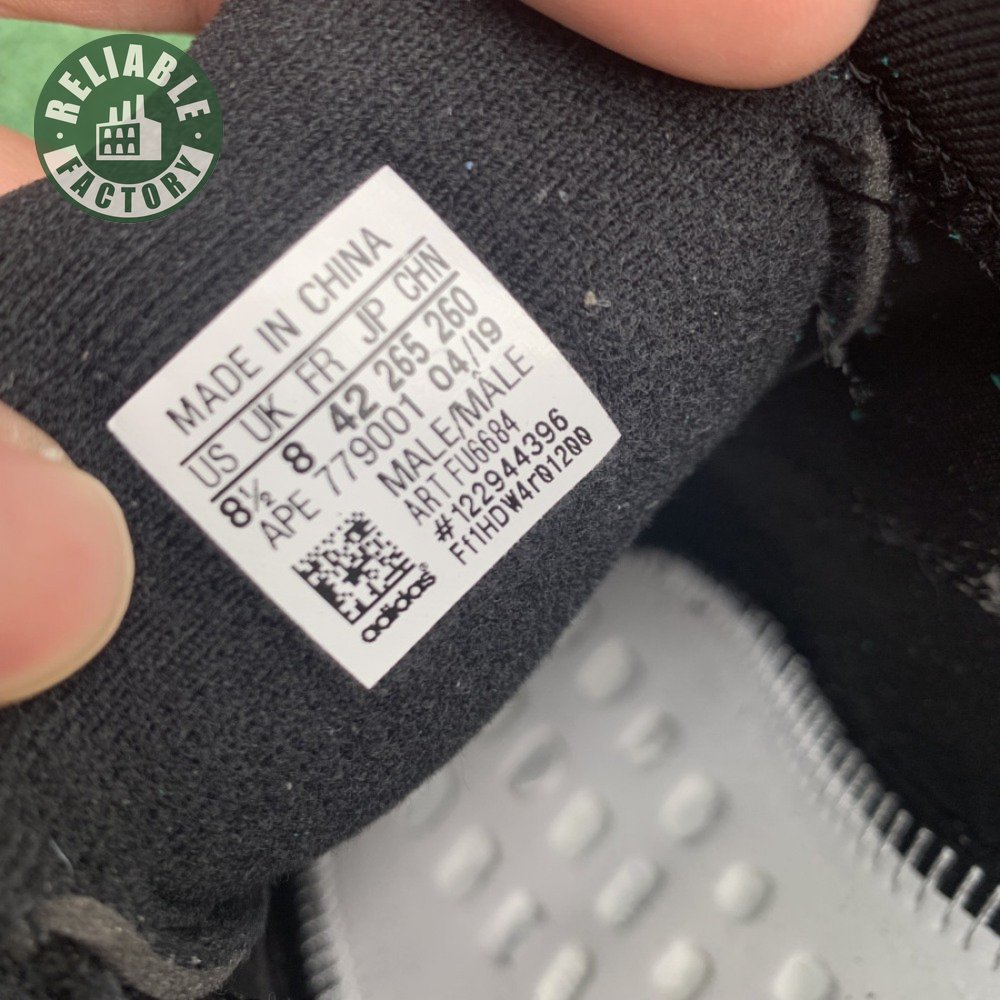 RELIABLE
FACTORY
MADE IN CHINA
US UK FR JP CHN
8½ 8 42 265 260
APE 779001 04/19
MALE/MÂLE
ART FU6684
#122944396
Ff1HDW4r01200
adidas®